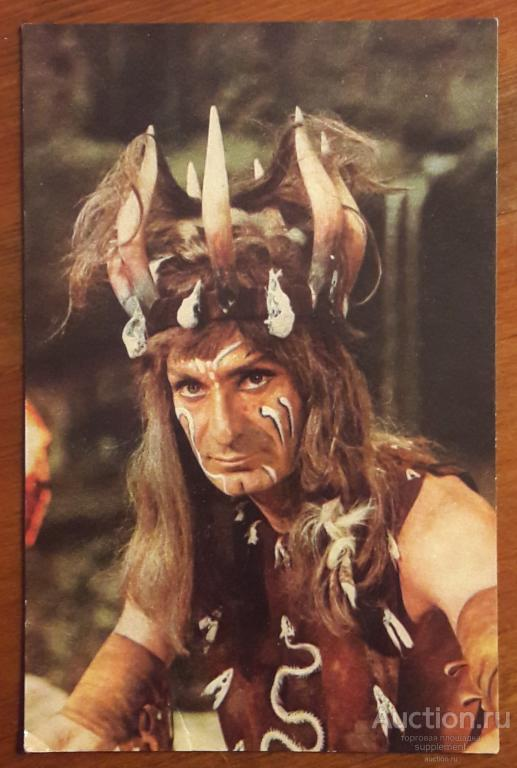 Auction.ru
торговая площадка
supplement
auction.ru